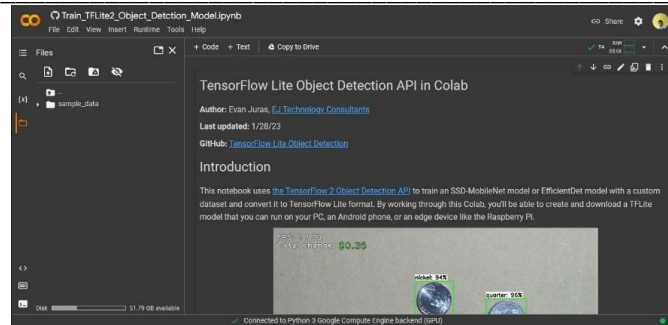 Train_TFLite2_Object_Detction_Model.ipynb
File Edit View Insert Runtime Tools Help
Share
Files
+ Code + Text Copy to Drive
T4 RAM
Disk
..
sample_data
{x}
TensorFlow Lite Object Detection API in Colab
Author: Evan Juras, EJ Technology Consultants
Last updated: 1/28/23
GitHub: TensorFlow Lite Object Detection
Introduction
This notebook uses the TensorFlow 2 Object Detection API to train an SSD-MobileNet model or EfficientDet model with a custom
dataset and convert it to TensorFlow Lite format. By working through this Colab, you'll be able to create and download a TFLite
model that you can run on your PC, an Android phone, or an edge device like the Raspberry Pi.
Total change: $0.35
nickel: 94%
quarter: 96%
<>
Disk 51.79 GB available
Connected to Python 3 Google Compute Engine backend (GPU)